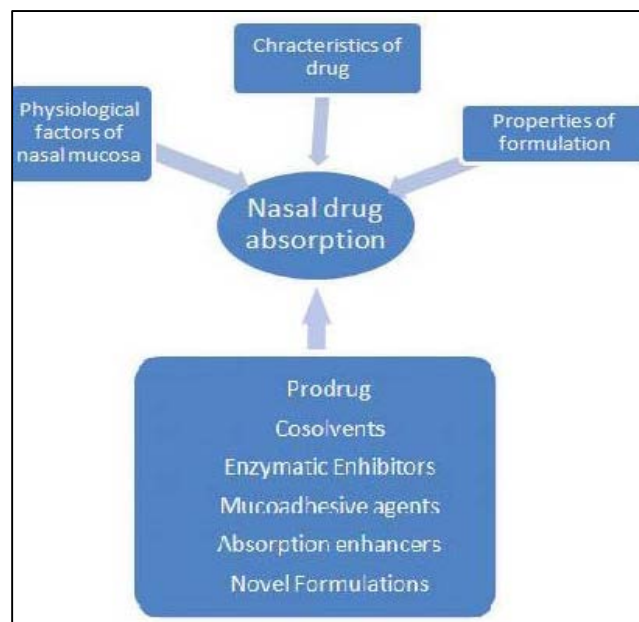 Chracteristics of
drug
Physiological
factors of
nasal mucosa
Properties of
formulation
Nasal drug
absorption
Prodrug
Cosolvents
Enzymatic Enhibitors
Mucoadhesive agents
Absorption enhancers
Novel Formulations